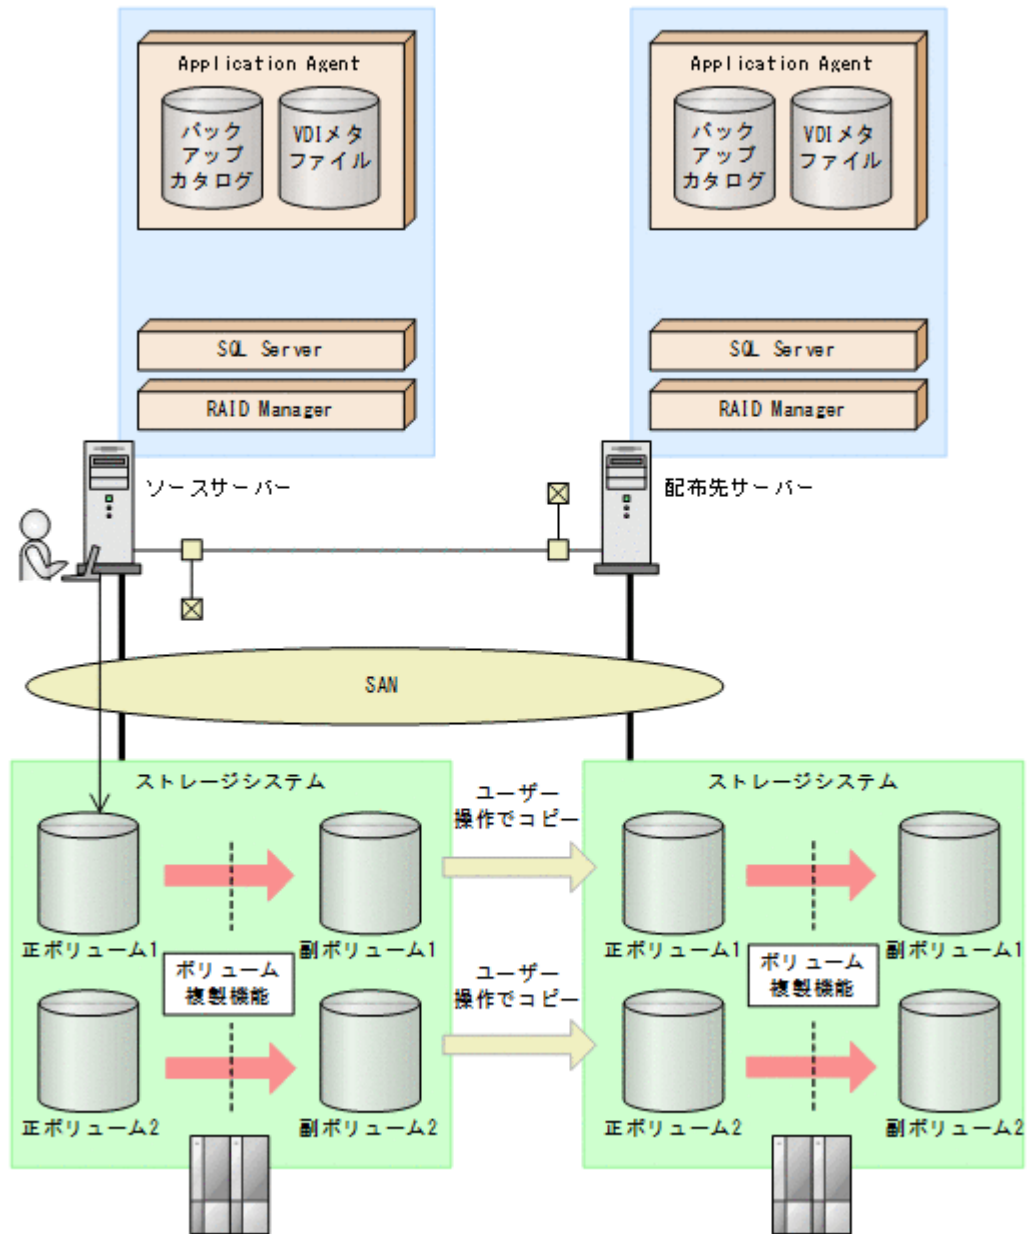 Application Agent
バック
アップ
カタログ
VDIメタ
ファイル
SQL Server
RAID Manager
ソースサーバー
Application Agent
バック
アップ
カタログ
VDIメタ
ファイル
SQL Server
RAID Manager
配布先サーバー
SAN
ストレージシステム
正ボリューム1
副ボリューム1
ボリューム
複製機能
正ボリューム2
副ボリューム2
ユーザー
操作でコピー
ユーザー
操作でコピー
ストレージシステム
正ボリューム1
副ボリューム1
ボリューム
複製機能
正ボリューム2
副ボリューム2